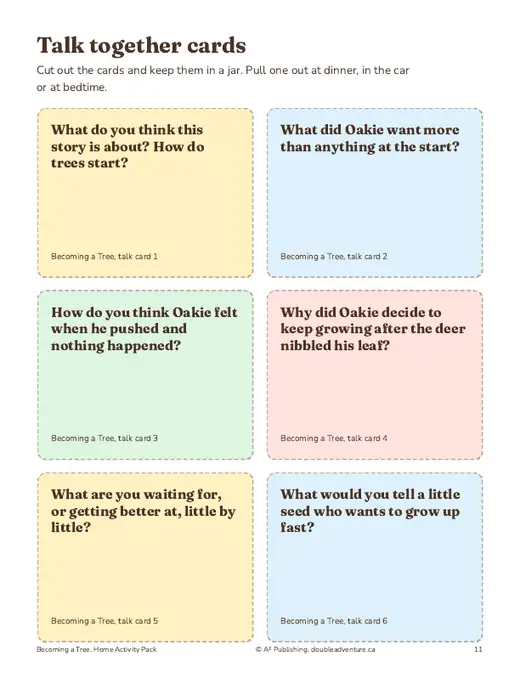 Talk together cards
Cut out the cards and keep them in a jar. Pull one out at dinner, in the car
or at bedtime.
What do you think this
story is about? How do
trees start?
Becoming a Tree, talk card 1
What did Oakie want more
than anything at the start?
Becoming a Tree, talk card 2
How do you think Oakie felt
when he pushed and
nothing happened?
Becoming a Tree, talk card 3
Why did Oakie decide to
keep growing after the deer
nibbled his leaf?
Becoming a Tree, talk card 4
What are you waiting for,
or getting better at, little by
little?
Becoming a Tree, talk card 5
What would you tell a little
seed who wants to grow up
fast?
Becoming a Tree, talk card 6
Becoming a Tree. Home Activity Pack
© A² Publishing. doubleadventure.ca
11